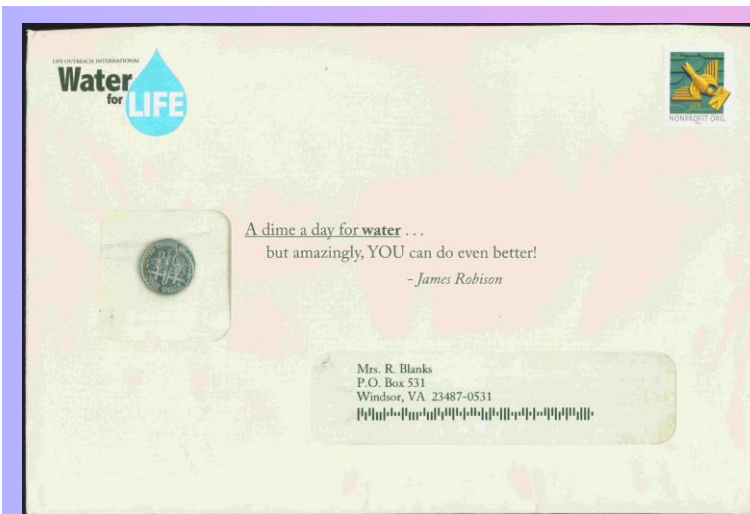 LIFE OUTREACH INTERNATIONAL
Water
for LIFE
NONPROFIT ORG.
A dime a day for water . . .
but amazingly, YOU can do even better!
- James Robison
Mrs. R. Blanks
P.O. Box 531
Windsor, VA 23487-0531